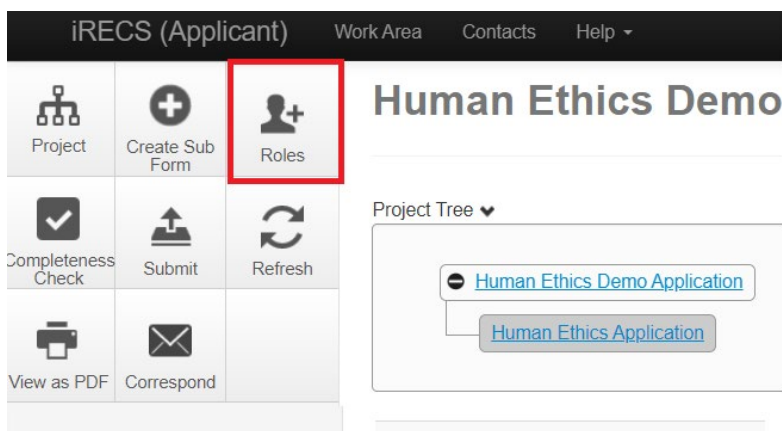 iRECS (Applicant) Work Area Contacts Help
Project
Create Sub
Form
Roles
Completeness
Check
Submit
Refresh
View as PDF
Correspond
Human Ethics Demo
Project Tree
Human Ethics Demo Application
Human Ethics Application